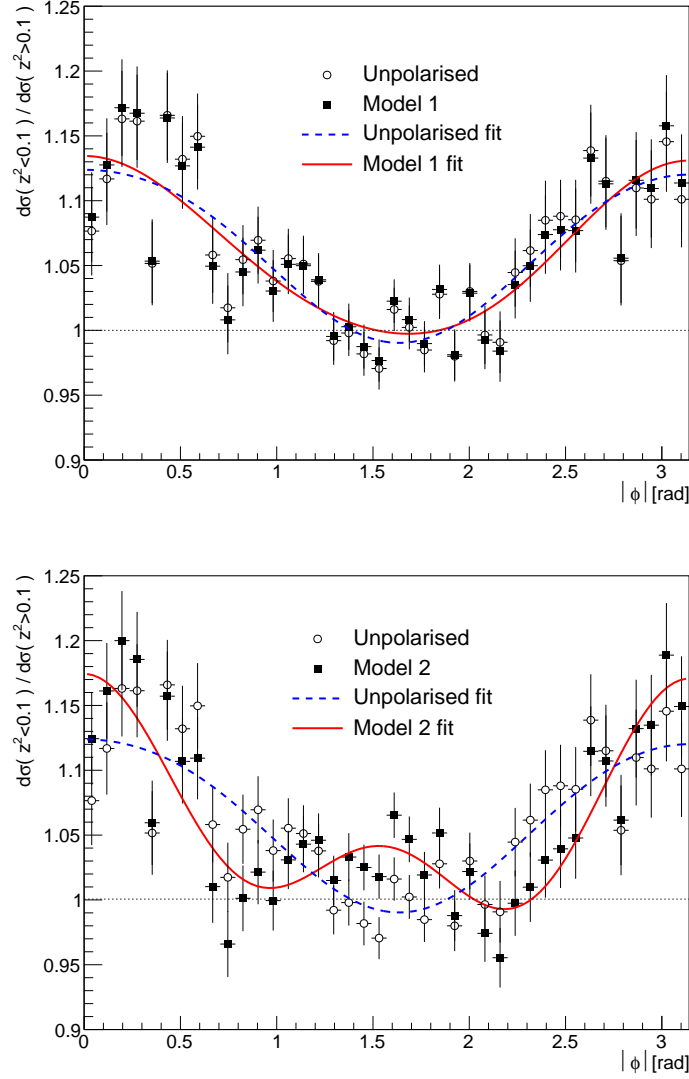 dσ( z²<0.1) / dσ( z²>0.1)
1.25
1.2
1.15
1.1
1.05
1
0.95
0.9
Unpolarised
Model 1
Unpolarised fit
Model 1 fit
0 0.5 1 1.5 2 2.5 3
|ϕ| [rad]
dσ( z²<0.1) / dσ( z²>0.1)
1.25
1.2
1.15
1.1
1.05
1
0.95
0.9
Unpolarised
Model 2
Unpolarised fit
Model 2 fit
0 0.5 1 1.5 2 2.5 3
|ϕ| [rad]